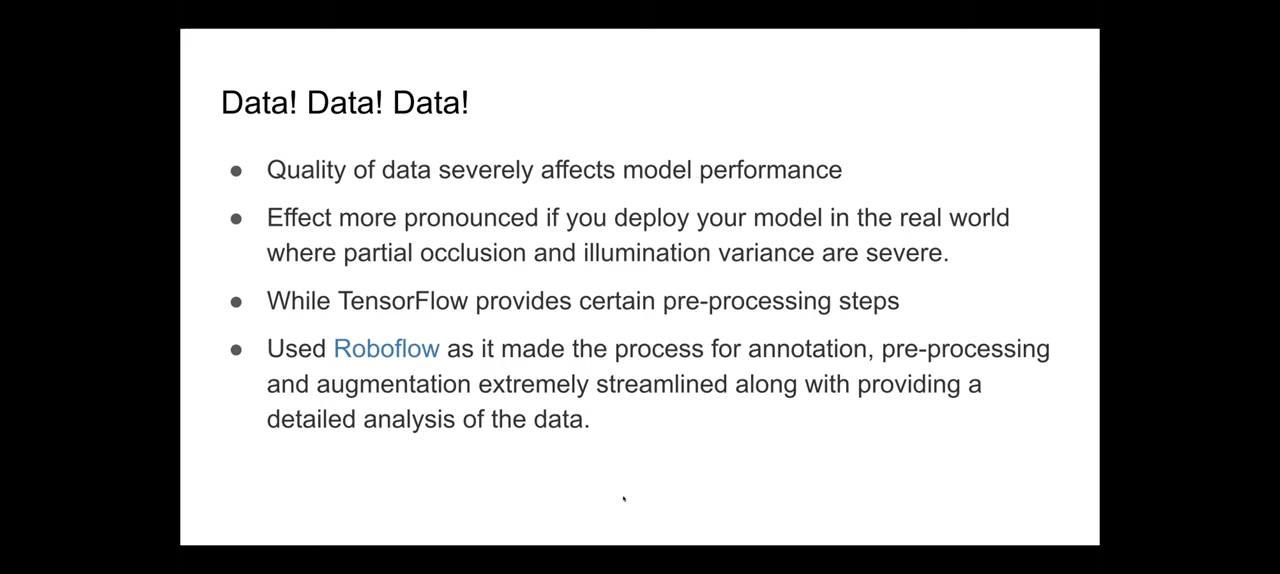 Data! Data! Data!
● Quality of data severely affects model performance
● Effect more pronounced if you deploy your model in the real world
where partial occlusion and illumination variance are severe.
● While TensorFlow provides certain pre-processing steps
● Used Roboflow as it made the process for annotation, pre-processing
and augmentation extremely streamlined along with providing a
detailed analysis of the data.